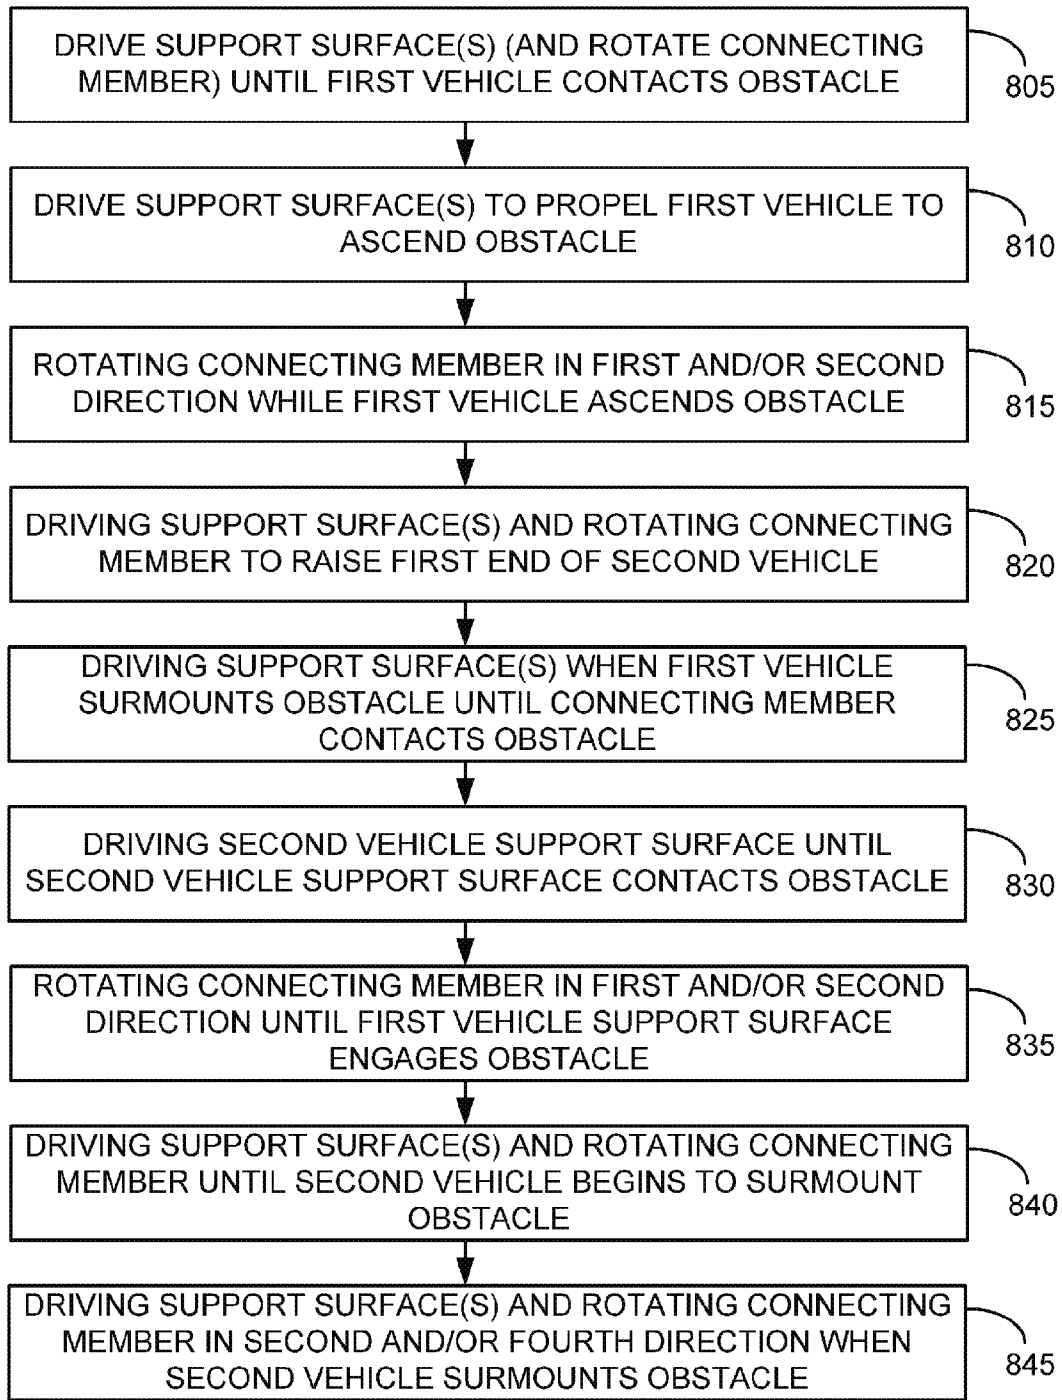 DRIVE SUPPORT SURFACE(S) (AND ROTATE CONNECTING
MEMBER) UNTIL FIRST VEHICLE CONTACTS OBSTACLE
805
DRIVE SUPPORT SURFACE(S) TO PROPEL FIRST VEHICLE TO
ASCEND OBSTACLE
810
ROTATING CONNECTING MEMBER IN FIRST AND/OR SECOND
DIRECTION WHILE FIRST VEHICLE ASCENDS OBSTACLE
815
DRIVING SUPPORT SURFACE(S) AND ROTATING CONNECTING
MEMBER TO RAISE FIRST END OF SECOND VEHICLE
820
DRIVING SUPPORT SURFACE(S) WHEN FIRST VEHICLE
SURMOUNTS OBSTACLE UNTIL CONNECTING MEMBER
CONTACTS OBSTACLE
825
DRIVING SECOND VEHICLE SUPPORT SURFACE UNTIL
SECOND VEHICLE SUPPORT SURFACE CONTACTS OBSTACLE
830
ROTATING CONNECTING MEMBER IN FIRST AND/OR SECOND
DIRECTION UNTIL FIRST VEHICLE SUPPORT SURFACE
ENGAGES OBSTACLE
835
DRIVING SUPPORT SURFACE(S) AND ROTATING CONNECTING
MEMBER UNTIL SECOND VEHICLE BEGINS TO SURMOUNT
OBSTACLE
840
DRIVING SUPPORT SURFACE(S) AND ROTATING CONNECTING
MEMBER IN SECOND AND/OR FOURTH DIRECTION WHEN
SECOND VEHICLE SURMOUNTS OBSTACLE
845